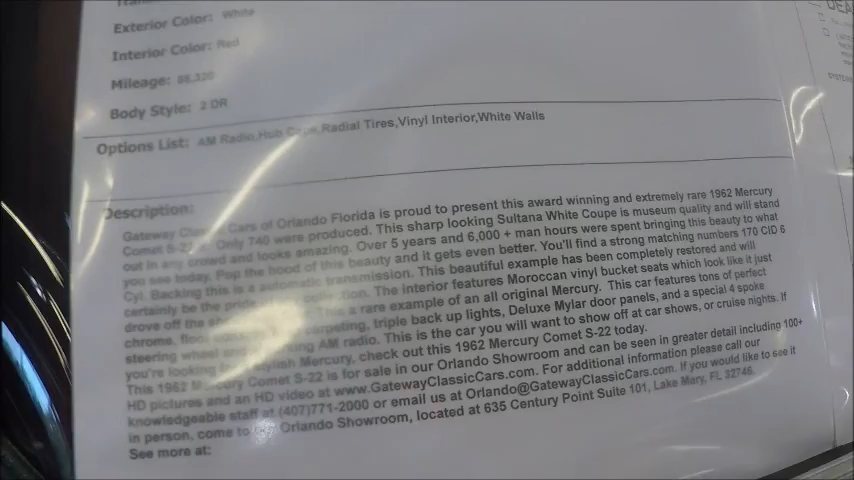 Exterior Color: White
Interior Color: Red
Mileage: 88,320
Body Style: 2 DR
Options List: AM Radio,Hub Caps,Radial Tires,Vinyl Interior,White Walls
Description:
Gateway Classic Cars of Orlando Florida is proud to present this award winning and extremely rare 1962 Mercury
Comet S-22. Only 740 were produced. This sharp looking Sultana White Coupe is museum quality and will stand
out in any crowd and looks amazing. Over 5 years and 6,000 + man hours were spent bringing this beauty to what
you see today. Pop the hood of this beauty and it gets even better. You'll find a strong matching numbers 170 CID 6
Cyl. Backing this is a automatic transmission. This beautiful example has been completely restored and will
certainly be the pride The interior features Moroccan vinyl bucket seats which look like it just
drove off the a rare example of an all original Mercury. This car features tons of perfect
chrome, floor carpeting, triple back up lights, Deluxe Mylar door panels, and a special 4 spoke
steering wheel AM radio. This is the car you will want to show off at car shows, or cruise nights. If
you're looking stylish Mercury, check out this 1962 Mercury Comet S-22 today.
This 1962 Mercury Comet S-22 is for sale in our Orlando Showroom and can be seen in greater detail including 100+
HD pictures and an HD video at www.GatewayClassicCars.com. For additional information please call our
knowledgeable staff at (407)771-2000 or email us at Orlando@GatewayClassicCars.com. If you would like to see it
in person, come to Orlando Showroom, located at 635 Century Point Suite 101, Lake Mary, FL 32746.
See more at: